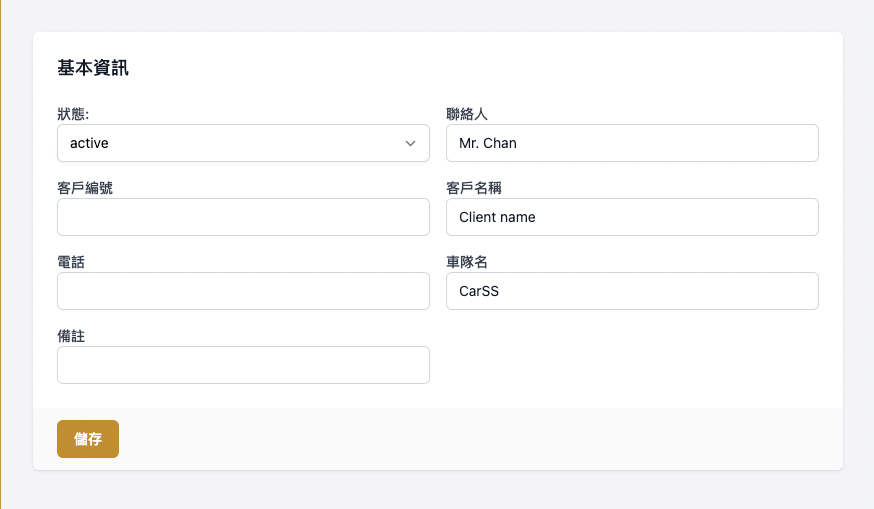 基本資訊
狀態:
active
聯絡人
Mr. Chan
客戶編號
客戶名稱
Client name
電話
車隊名
CarSS
備註
儲存